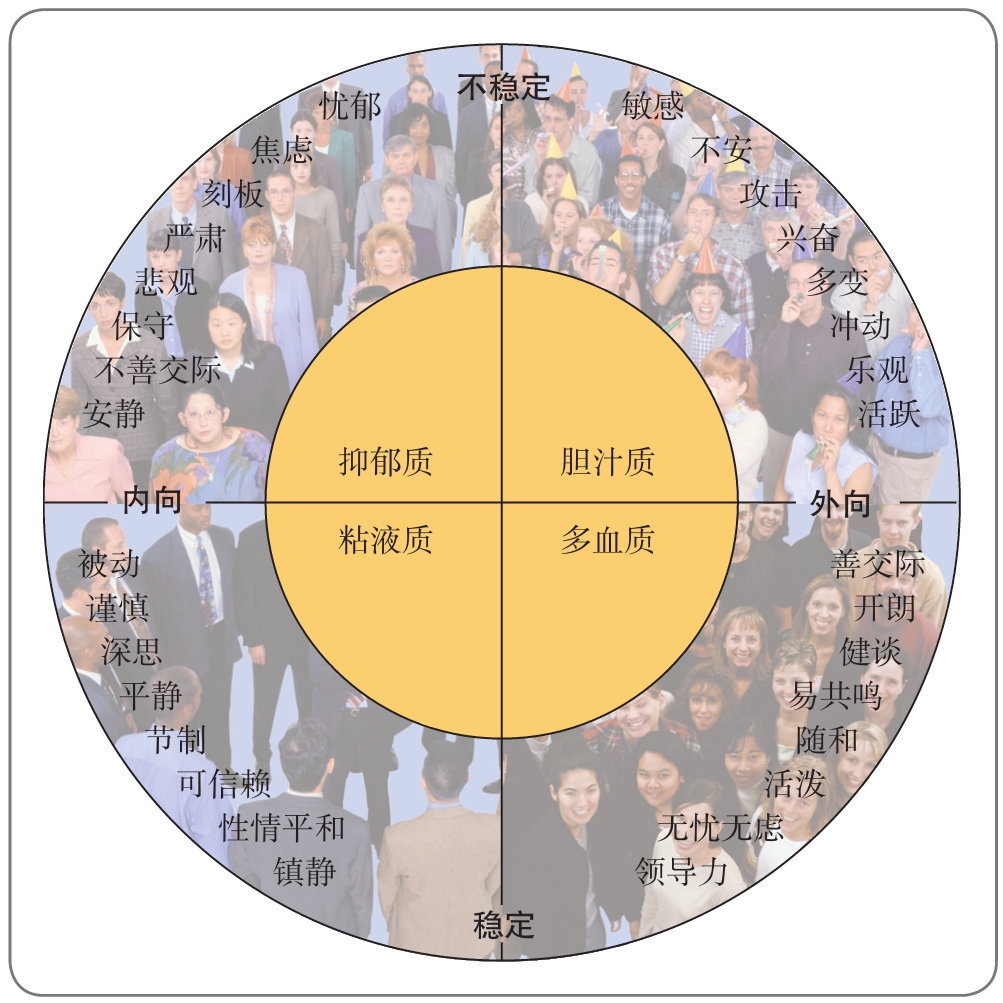 不稳定
忧郁
焦虑
刻板
严肃
悲观
保守
不善交际
安静
敏感
不安
攻击
兴奋
多变
冲动
乐观
活跃
抑郁质
胆汁质
内向
外向
粘液质
多血质
被动
谨慎
深思
平静
节制
可信赖
性情平和
镇静
善交际
开朗
健谈
易共鸣
随和
活泼
无忧无虑
领导力
稳定